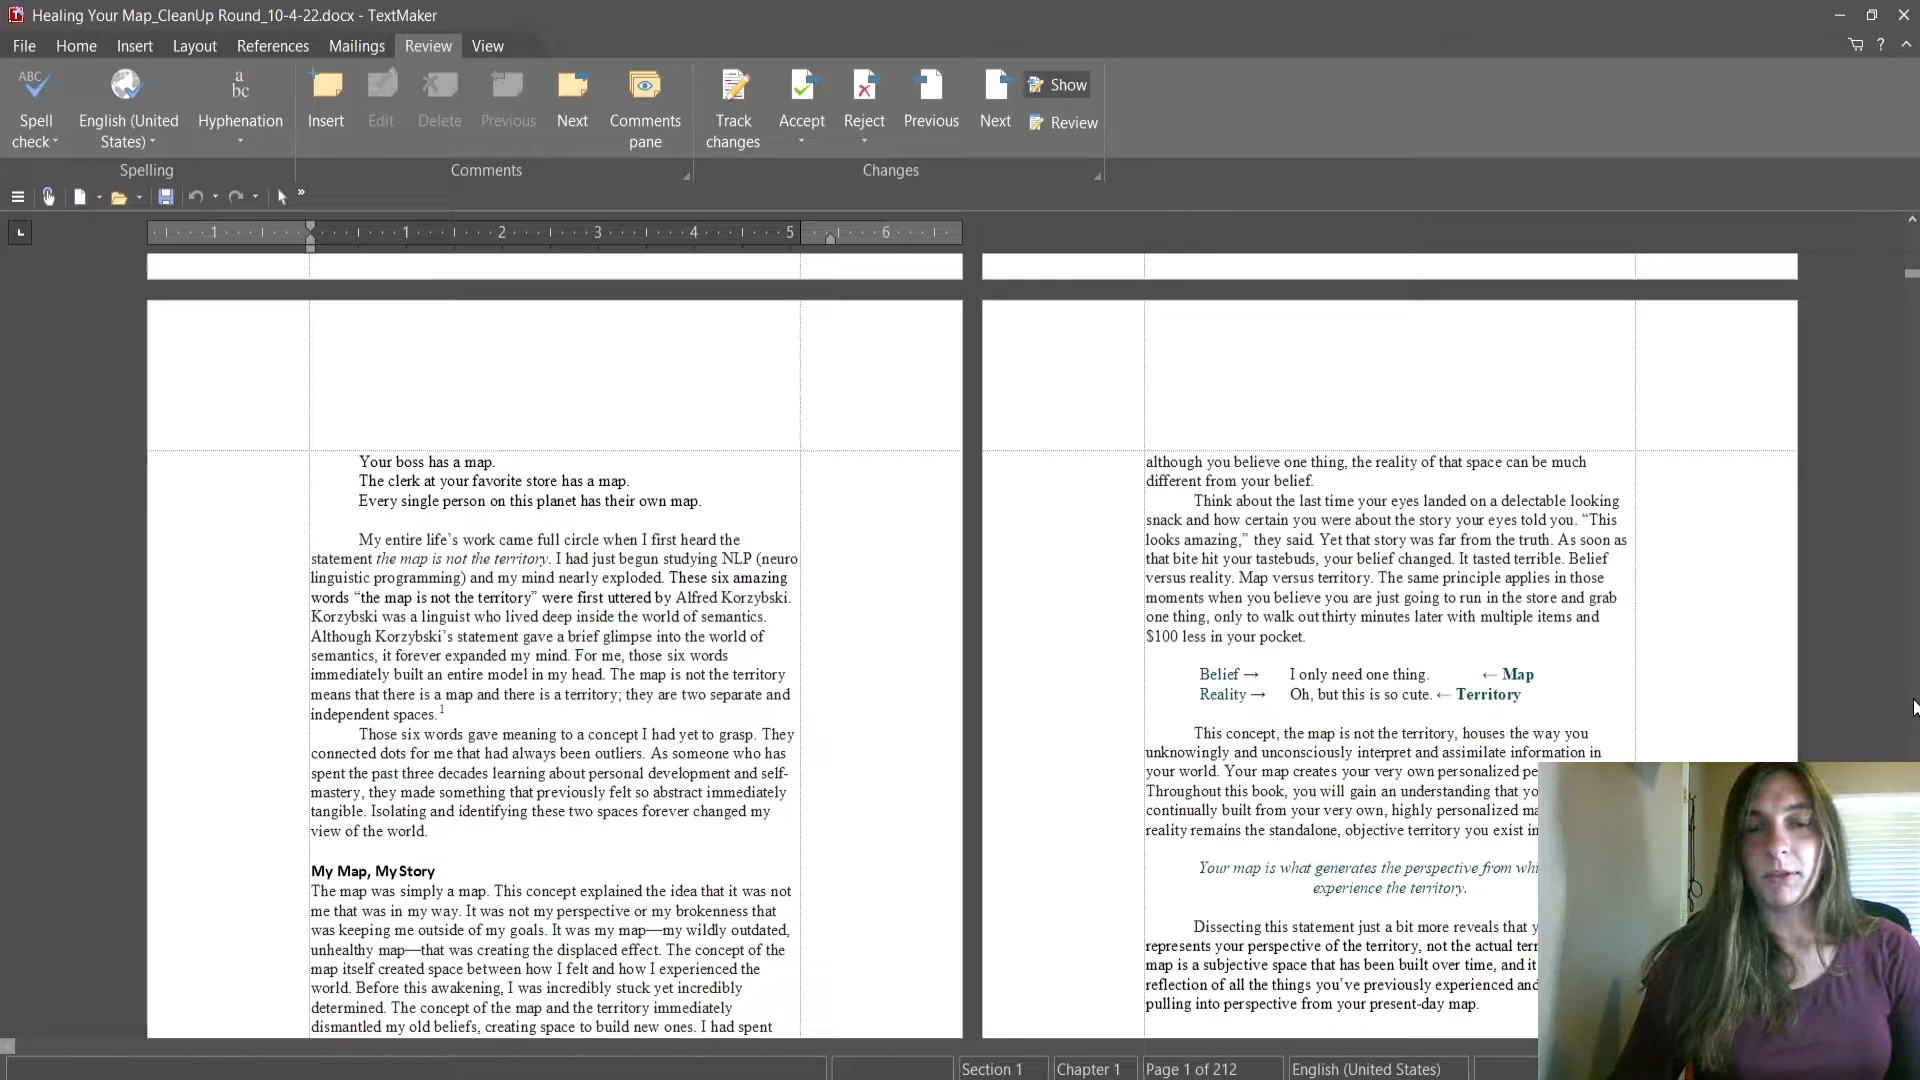 Healing Your Map_CleanUp Round_10-4-22.docx - TextMaker
File Home Insert Layout References Mailings Review View
ABC
a
bc
Spell check
English (United States)
Hyphenation
Insert
Edit
Delete
Previous
Next
Comments pane
Track changes
Accept
Reject
Previous
Next
Show
Review
Spelling
Comments
Changes
1 1 2 3 4 5 6
Your boss has a map.
The clerk at your favorite store has a map.
Every single person on this planet has their own map.
My entire life's work came full circle when I first heard the
statement the map is not the territory. I had just begun studying NLP (neuro
linguistic programming) and my mind nearly exploded. These six amazing
words “the map is not the territory” were first uttered by Alfred Korzybski.
Korzybski was a linguist who lived deep inside the world of semantics.
Although Korzybski's statement gave a brief glimpse into the world of
semantics, it forever expanded my mind. For me, those six words
immediately built an entire model in my head. The map is not the territory
means that there is a map and there is a territory; they are two separate and
independent spaces.1
Those six words gave meaning to a concept I had yet to grasp. They
connected dots for me that had always been outliers. As someone who has
spent the past three decades learning about personal development and self-
mastery, they made something that previously felt so abstract immediately
tangible. Isolating and identifying these two spaces forever changed my
view of the world.
My Map, My Story
The map was simply a map. This concept explained the idea that it was not
me that was in my way. It was not my perspective or my brokenness that
was keeping me outside of my goals. It was my map—my wildly outdated,
unhealthy map—that was creating the displaced effect. The concept of the
map itself created space between how I felt and how I experienced the
world. Before this awakening, I was incredibly stuck yet incredibly
determined. The concept of the map and the territory immediately
dismantled my old beliefs, creating space to build new ones. I had spent
although you believe one thing, the reality of that space can be much
different from your belief.
Think about the last time your eyes landed on a delectable looking
snack and how certain you were about the story your eyes told you. “This
looks amazing,” they said. Yet that story was far from the truth. As soon as
that bite hit your tastebuds, your belief changed. It tasted terrible. Belief
versus reality. Map versus territory. The same principle applies in those
moments when you believe you are just going to run in the store and grab
one thing, only to walk out thirty minutes later with multiple items and
$100 less in your pocket.
Belief → I only need one thing. ← Map
Reality → Oh, but this is so cute. ← Territory
This concept, the map is not the territory, houses the way you
unknowingly and unconsciously interpret and assimilate information in
your world. Your map creates your very own personalized pe
Throughout this book, you will gain an understanding that yo
continually built from your very own, highly personalized ma
reality remains the standalone, objective territory you exist in
Your map is what generates the perspective from whi
experience the territory.
Dissecting this statement just a bit more reveals that y
represents your perspective of the territory, not the actual terr
map is a subjective space that has been built over time, and it
reflection of all the things you've previously experienced and
pulling into perspective from your present-day map.
Section 1 Chapter 1 Page 1 of 212 English (United States)